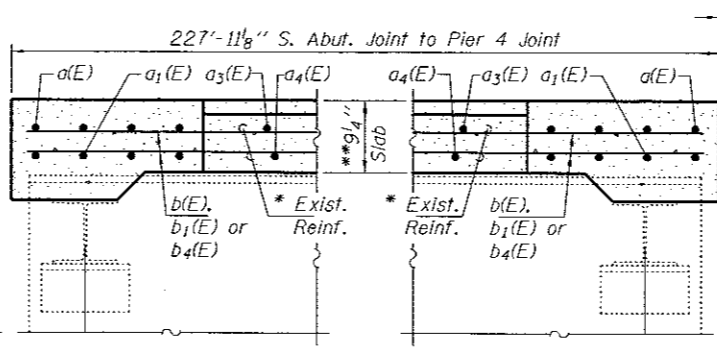 227'-11⅛" S. Abut. Joint to Pier 4 Joint
a(E) a₁(E) a₃(E) a₄(E) a₄(E) a₃(E) a₁(E) a(E)
**9¼"
Slab
b(E),
b₁(E) or
b₄(E)
* Exist.
Reinf.
* Exist.
Reinf.
b(E),
b₁(E) or
b₄(E)